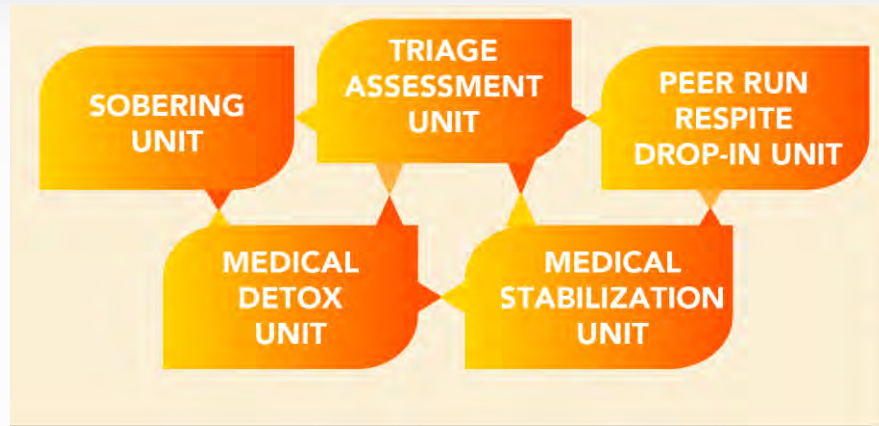 SOBERING
UNIT
TRIAGE
ASSESSMENT
UNIT
PEER RUN
RESPITE
DROP-IN UNIT
MEDICAL
DETOX
UNIT
MEDICAL
STABILIZATION
UNIT